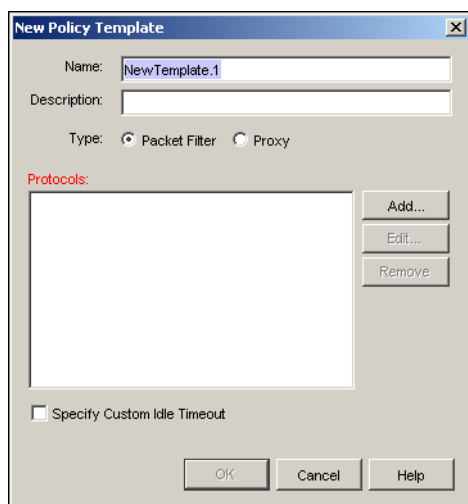 New Policy Template
Name: NewTemplate.1
Description:
Type: Packet Filter Proxy
Protocols:
Add...
Edit...
Remove
Specify Custom Idle Timeout
OK Cancel Help